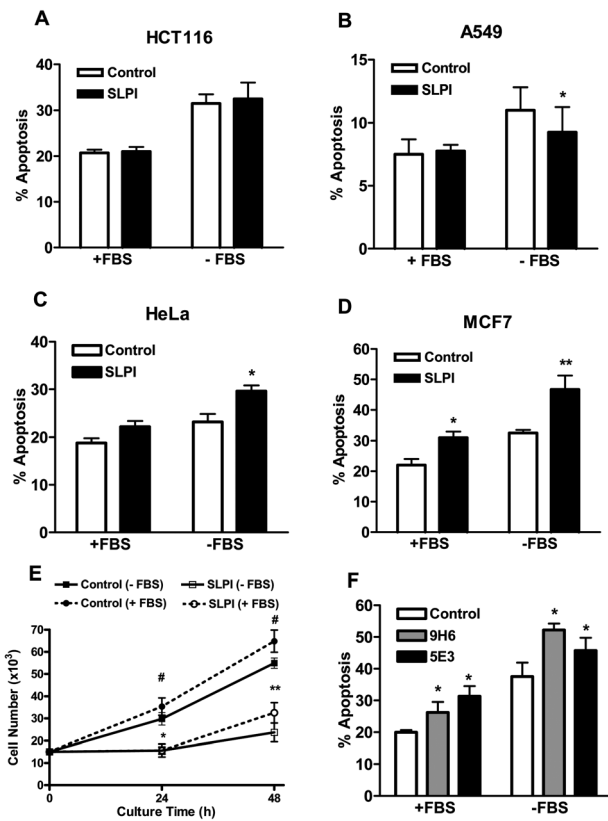 A
HCT116
Control
SLPI
40
30
20
10
0
% Apoptosis
+FBS
- FBS
B
A549
Control
SLPI
*
15
10
5
0
% Apoptosis
+ FBS
- FBS
C
HeLa
Control
SLPI
*
40
30
20
10
0
% Apoptosis
+FBS
-FBS
D
MCF7
Control
SLPI
*
**
60
50
40
30
20
10
0
% Apoptosis
+FBS
-FBS
E
Control (- FBS)
SLPI (- FBS)
Control (+ FBS)
SLPI (+ FBS)
#
#
*
**
70
60
50
40
30
20
10
0
Cell Number (x10³)
0
24
48
Culture Time (h)
F
Control
9H6
5E3
*
*
*
*
60
50
40
30
20
10
0
% Apoptosis
+FBS
-FBS